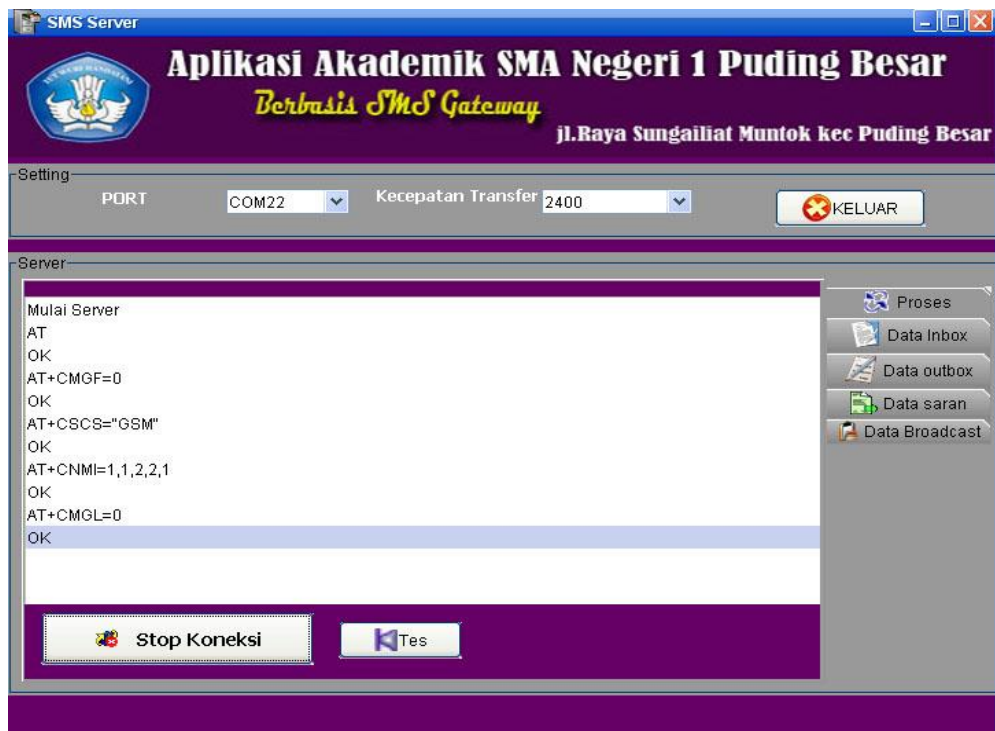 SMS Server
Aplikasi Akademik SMA Negeri 1 Puding Besar
Berbasis SMS Gateway
jl.Raya Sungailiat Muntok kec Puding Besar
Setting
PORT COM22 Kecepatan Transfer 2400 KELUAR
Server
Mulai Server
AT
OK
AT+CMGF=0
OK
AT+CSCS="GSM"
OK
AT+CNMI=1,1,2,2,1
OK
AT+CMGL=0
OK
Proses
Data Inbox
Data outbox
Data saran
Data Broadcast
Stop Koneksi Tes